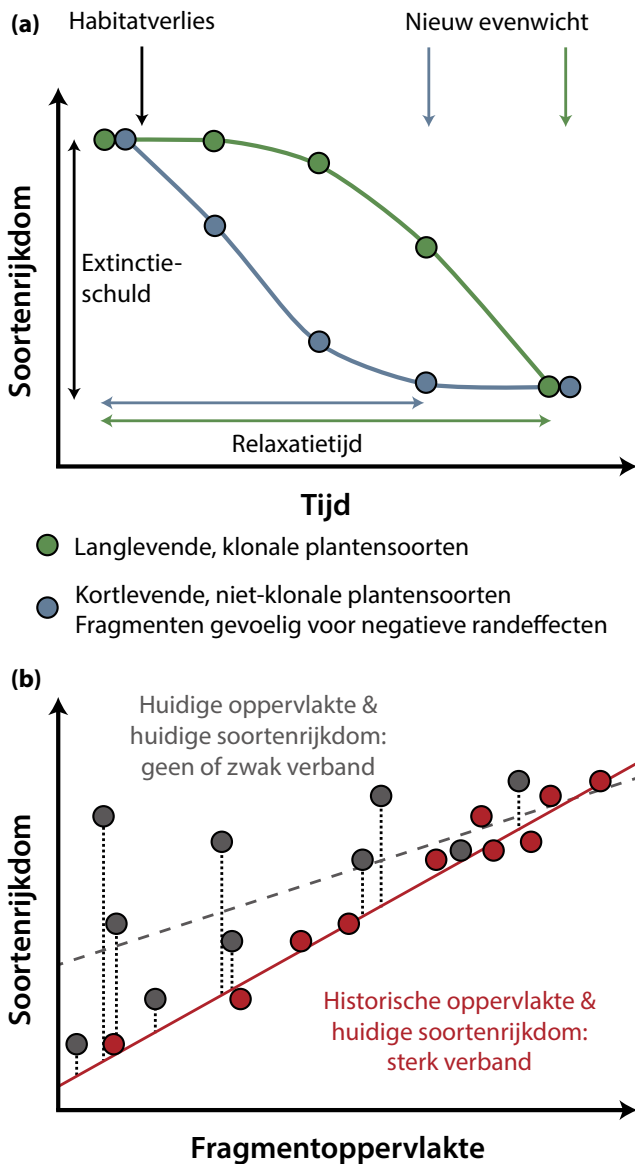 (a)
Habitatverlies
Nieuw evenwicht
Soortenrijkdom
Extinctie-
schuld
Relaxatietijd
Tijd
Langlevende, klonale plantensoorten
Kortlevende, niet-klonale plantensoorten
Fragmenten gevoelig voor negatieve randeffecten
(b)
Huidige oppervlakte &
huidige soortenrijkdom:
geen of zwak verband
Soortenrijkdom
Historische oppervlakte &
huidige soortenrijkdom:
sterk verband
Fragmentoppervlakte